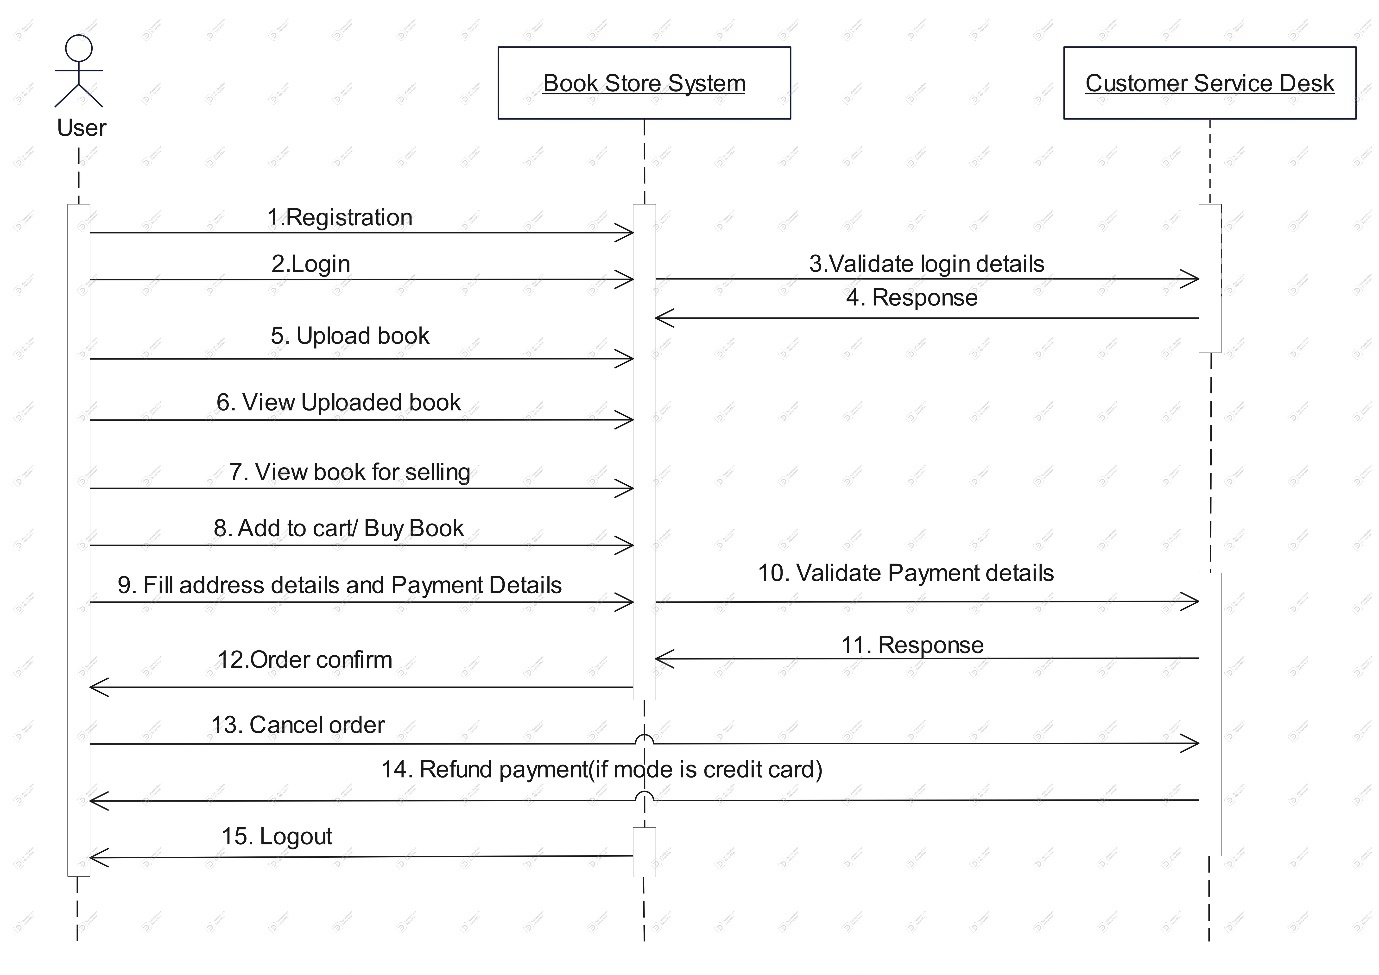 User
Book Store System
Customer Service Desk
1.Registration
2.Login
3.Validate login details
4. Response
5. Upload book
6. View Uploaded book
7. View book for selling
8. Add to cart/ Buy Book
9. Fill address details and Payment Details
10. Validate Payment details
11. Response
12.Order confirm
13. Cancel order
14. Refund payment(if mode is credit card)
15. Logout